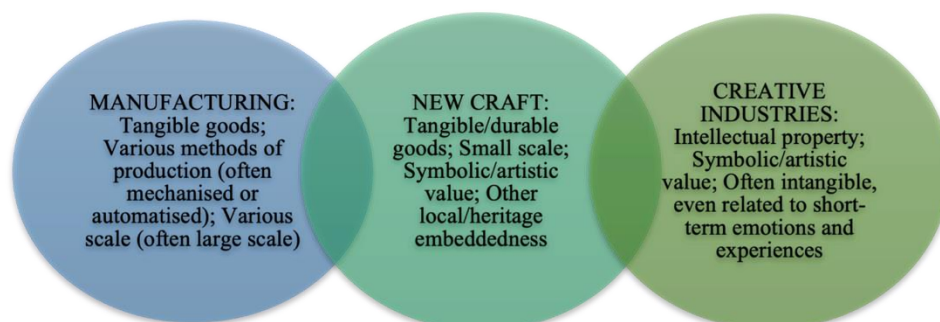 MANUFACTURING:
Tangible goods;
Various methods of
production (often
mechanised or
automatised); Various
scale (often large scale)
NEW CRAFT:
Tangible/durable
goods; Small scale;
Symbolic/artistic
value; Other
local/heritage
embeddedness
CREATIVE
INDUSTRIES:
Intellectual property;
Symbolic/artistic
value; Often intangible,
even related to short-
term emotions and
experiences